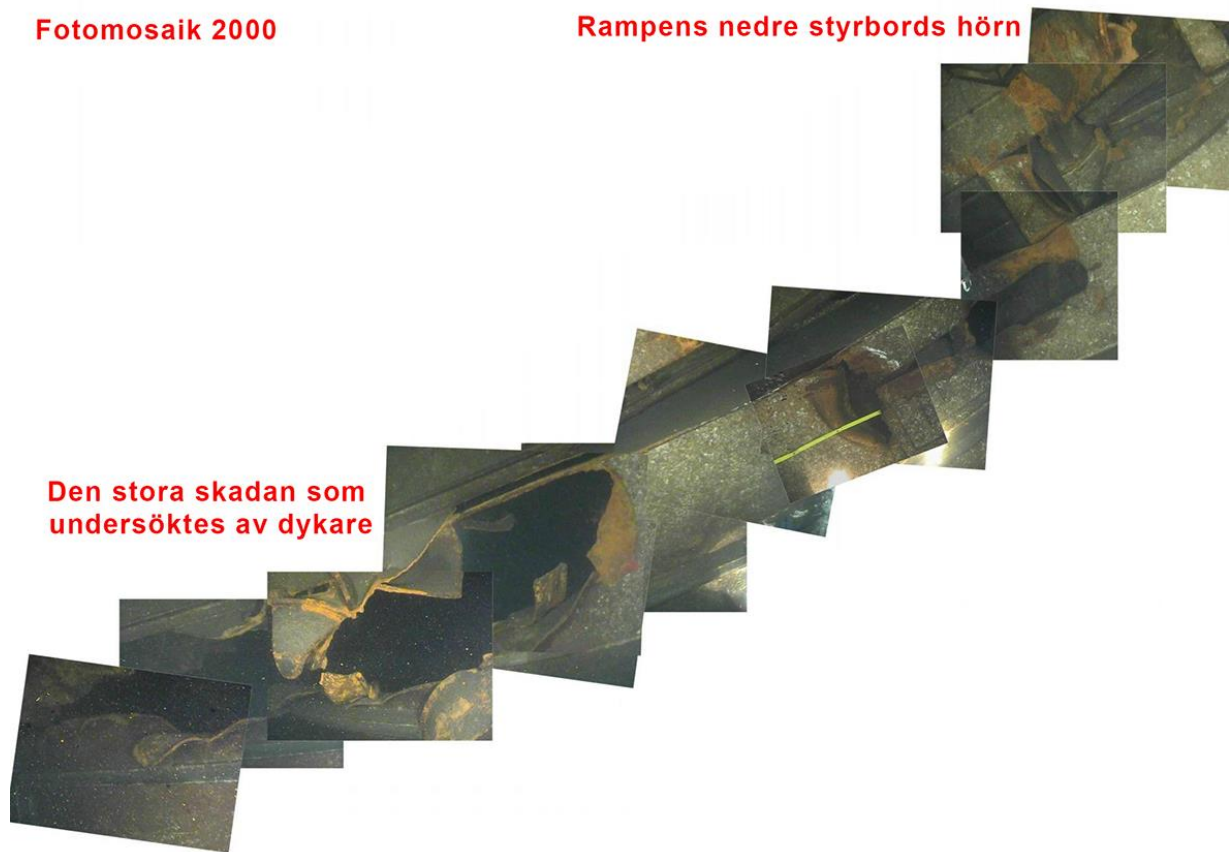 Fotomosaik 2000
Rampens nedre styrbords hörn
Den stora skadan som
undersöktes av dykare